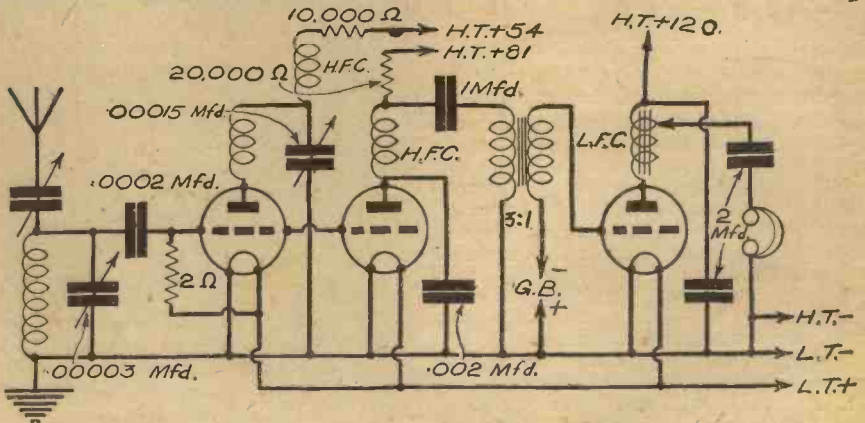 10,000 Ω
H.T.+54
H.T.+81
H.T.+120
20,000 Ω
H.F.C.
.00015 Mfd.
1Mfd.
.0002 Mfd.
H.F.C.
L.F.C.
3:1
2 Mfd.
2Ω
G.B.
-
+
H.T.-
.00003 Mfd.
.002 Mfd.
L.T.-
L.T.+